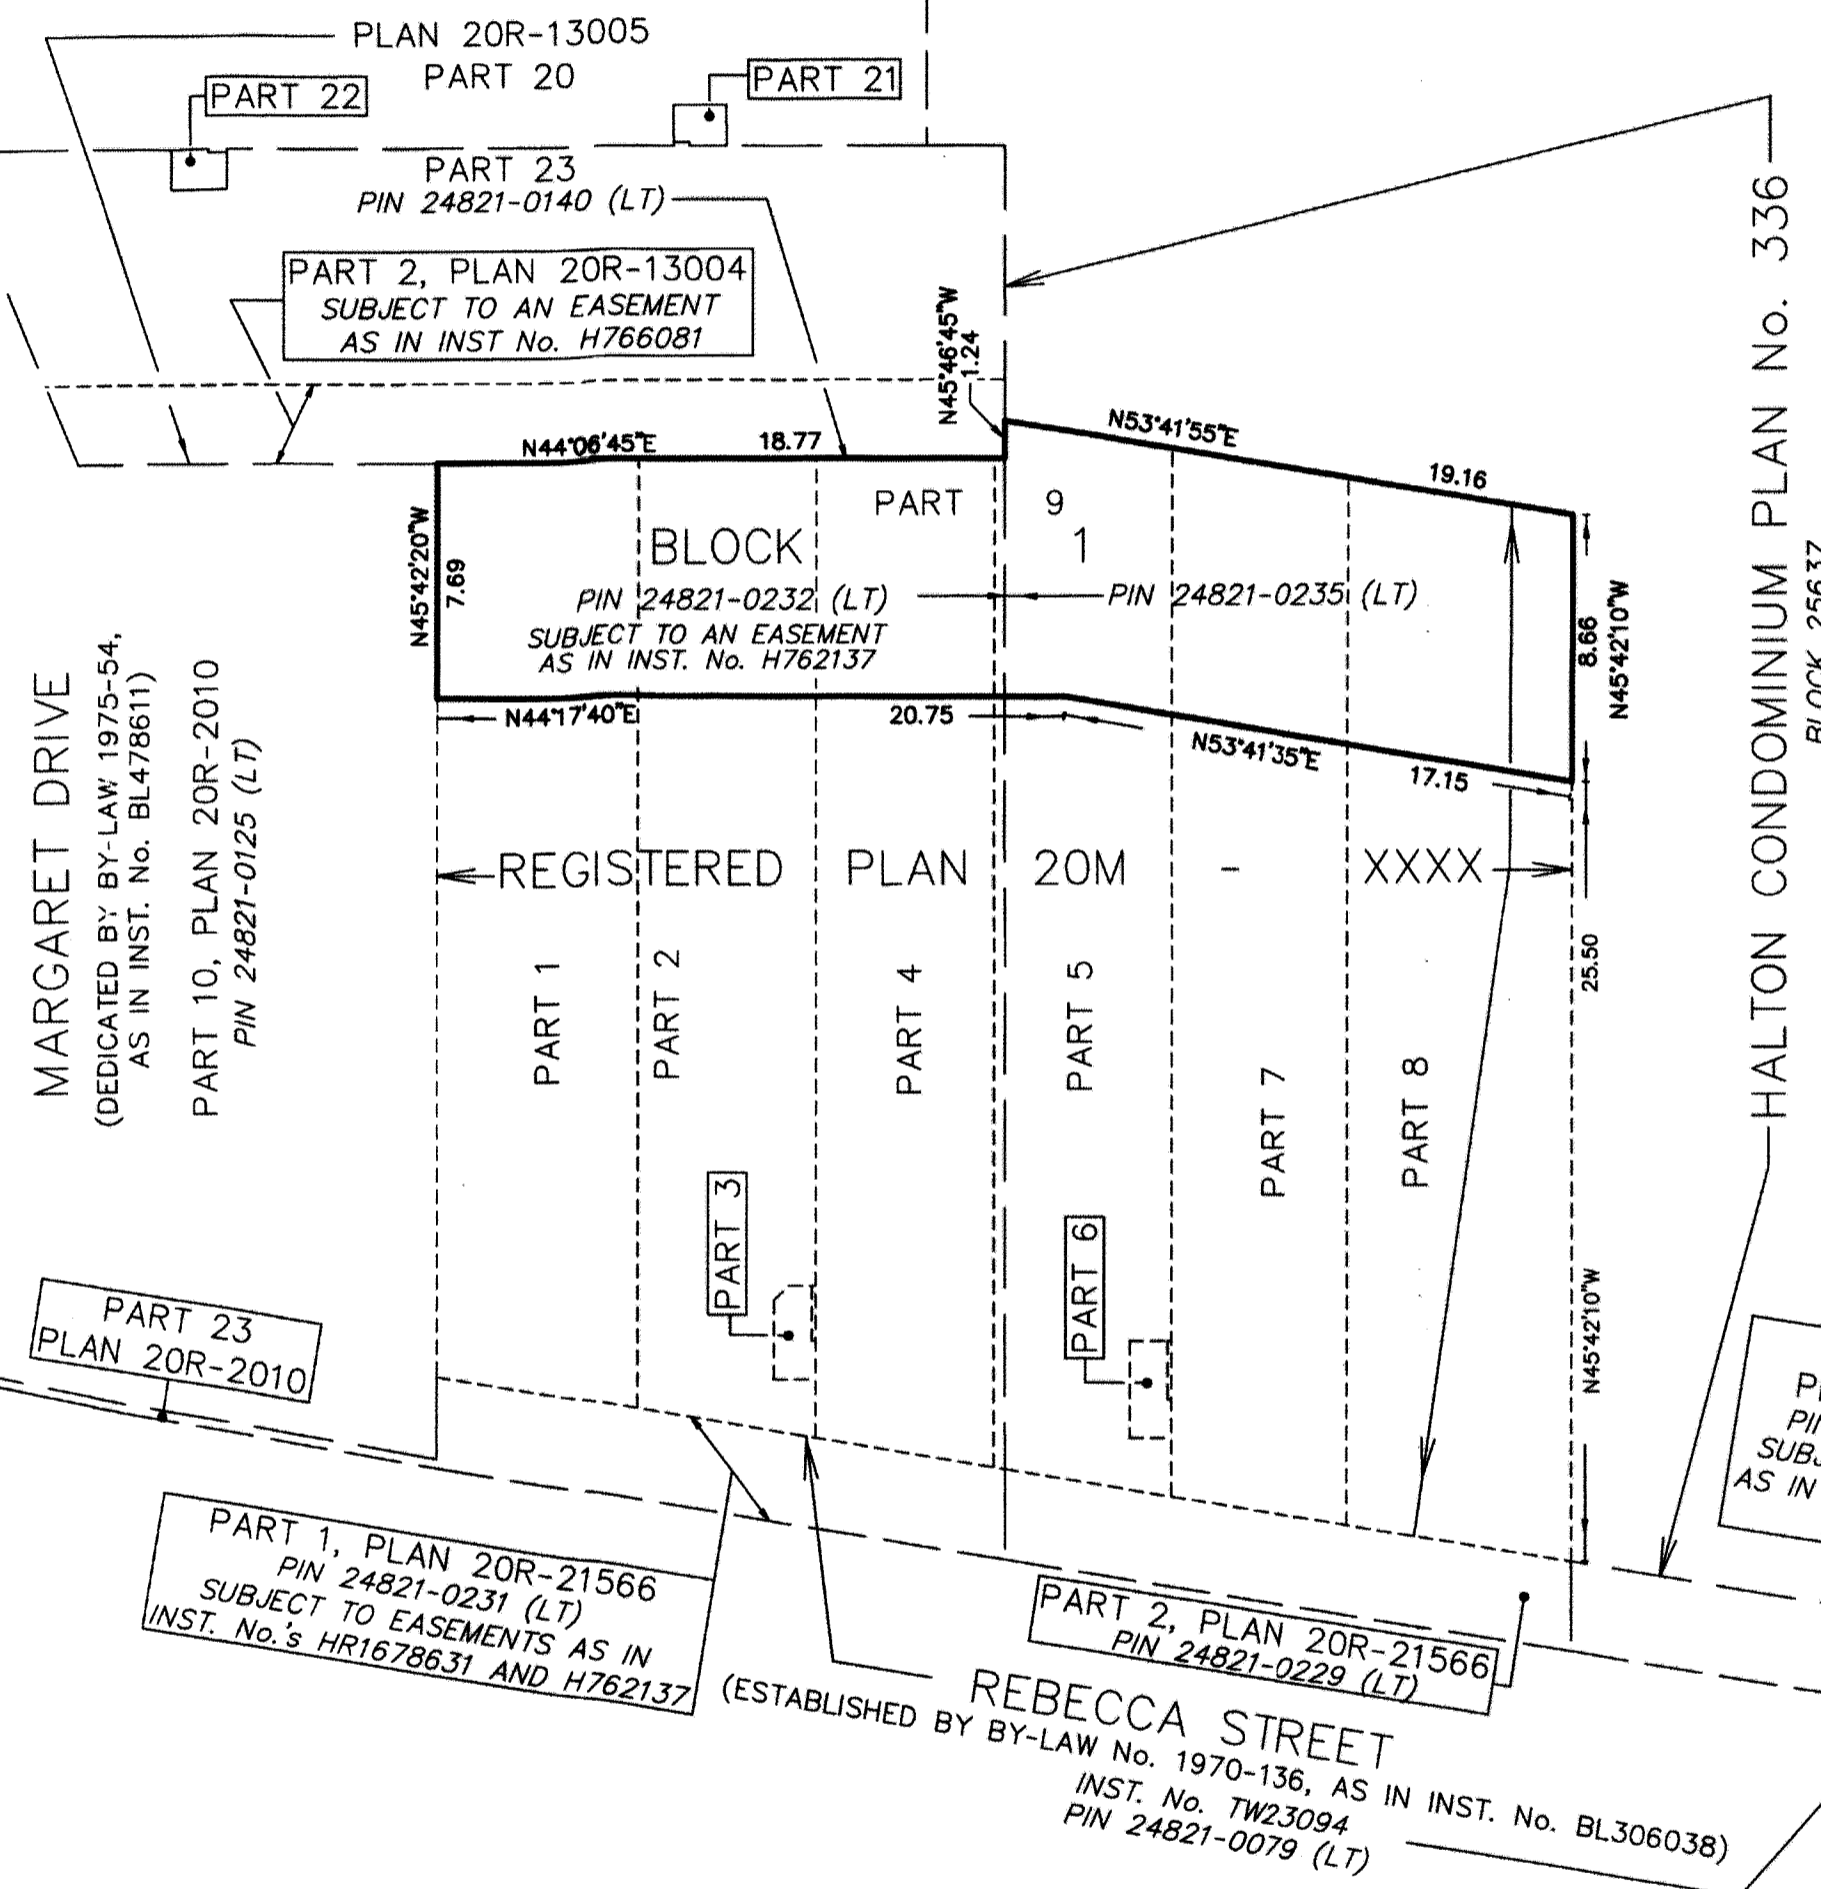 PLAN 20R-13005
PART 20
PART 22
PART 21
PART 23
PIN 24821-0140 (LT)
PART 2, PLAN 20R-13004
SUBJECT TO AN EASEMENT
AS IN INST No. H766081
N45°46'45"W
1.24
N44°06'45"E
18.77
N53°41'55"E
19.16
N45°42'20"W
7.69
PART 9
BLOCK 1
PIN 24821-0232 (LT)
PIN 24821-0235 (LT)
SUBJECT TO AN EASEMENT
AS IN INST. No. H762137
8.66
N45°42'10"W
N44°17'40"E
20.75
N53°41'35"E
17.15
MARGARET DRIVE
(DEDICATED BY BY-LAW 1975-54,
AS IN INST. No. BL478611)
PART 10, PLAN 20R-2010
PIN 24821-0125 (LT)
REGISTERED PLAN 20M - XXXX
25.50
N45°42'10"W
PART 1
PART 2
PART 4
PART 5
PART 7
PART 8
PART 3
PART 6
HALTON CONDOMINIUM PLAN No. 336
BLOCK 25637
PART 23
PLAN 20R-2010
PART 1, PLAN 20R-21566
PIN 24821-0231 (LT)
SUBJECT TO EASEMENTS AS IN
INST. No.'s HR1678631 AND H762137
PART 2, PLAN 20R-21566
PIN 24821-0229 (LT)
REBECCA STREET
(ESTABLISHED BY BY-LAW No. 1970-136, AS IN INST. No. BL306038)
INST. No. TW23094
PIN 24821-0079 (LT)
AS IN